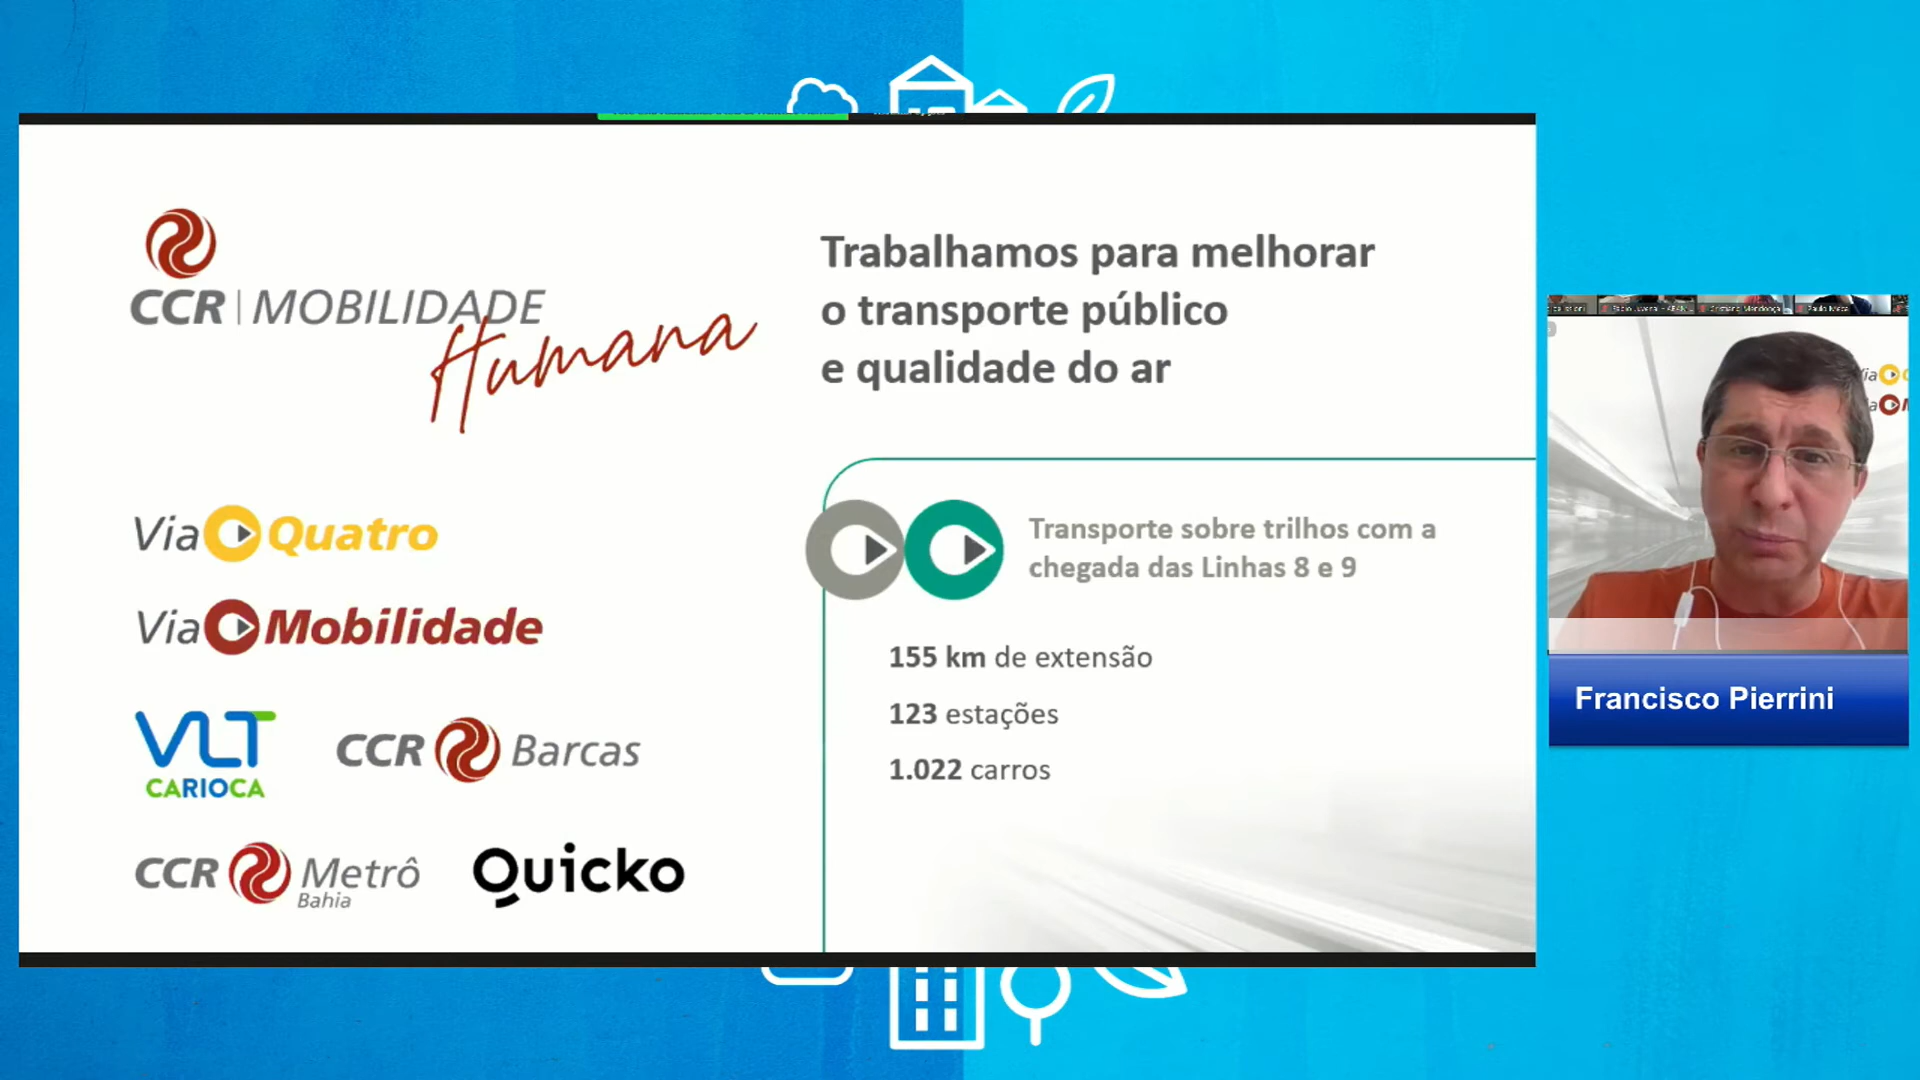 CCR | MOBILIDADE
Humana
Trabalhamos para melhorar
o transporte público
e qualidade do ar
Via Quatro
Via Mobilidade
VLT
CARIOCA
CCR Barcas
CCR Metrô
Bahia
Quicko
Transporte sobre trilhos com a
chegada das Linhas 8 e 9
155 km de extensão
123 estações
1.022 carros
Cristiano Mendonça
Francisco Pierrini